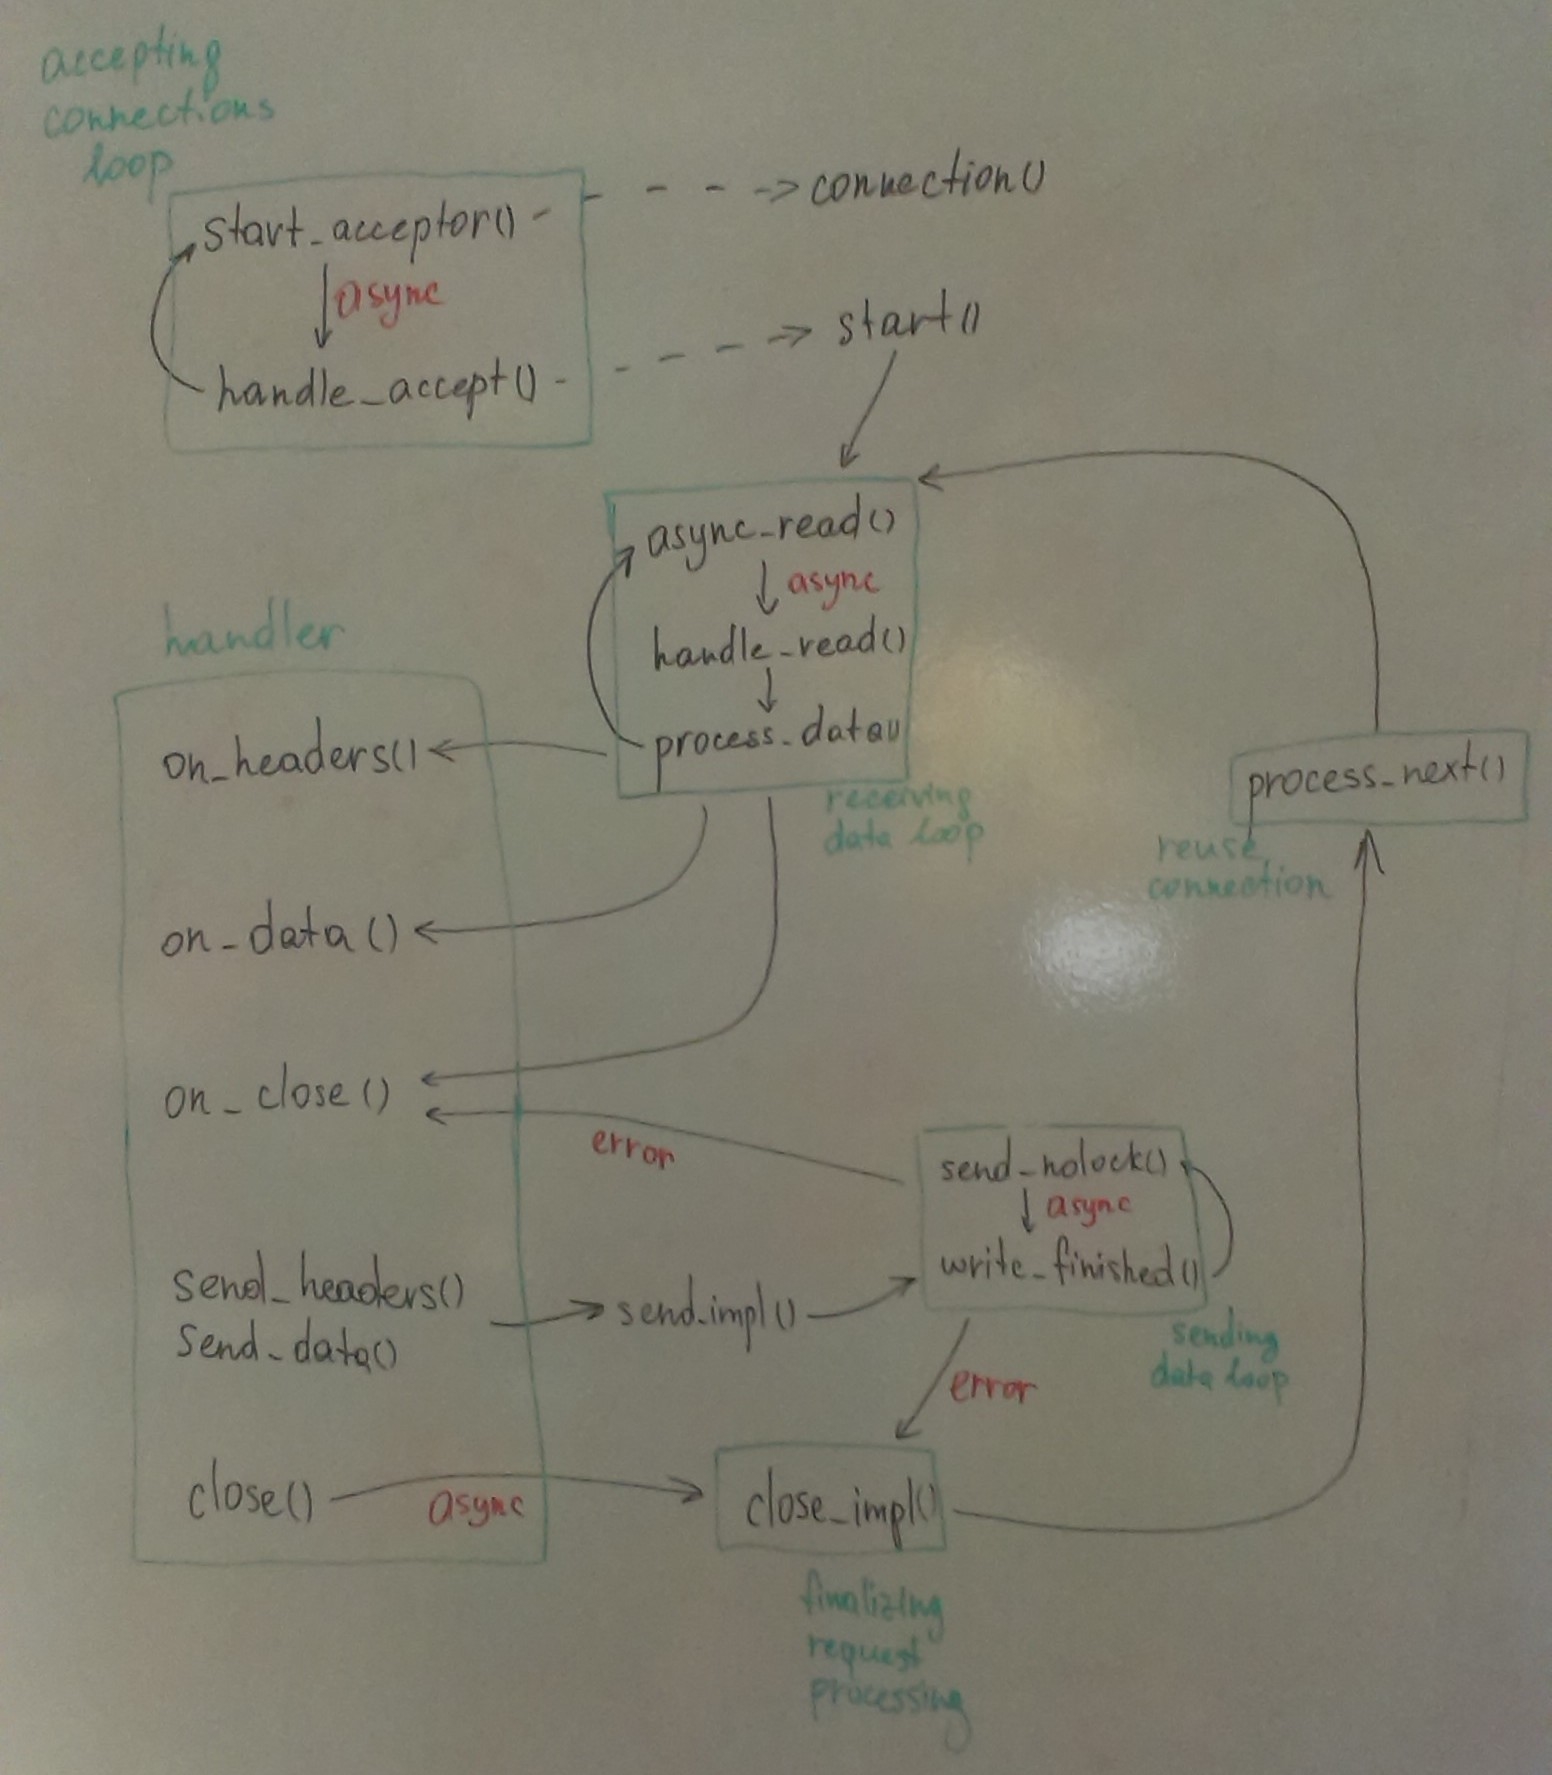 accepting
connections
loop
start_acceptor()
connection()
async
start()
handle_accept()
async_read()
async
handle_read()
process_data()
receiving
data loop
handler
on_headers()
on_data()
on_close()
error
process_next()
reuse
connection
send_nolock()
async
write_finished()
sending
data loop
send_headers()
send_data()
send_impl()
error
close()
async
close_impl()
finalizing
request
processing